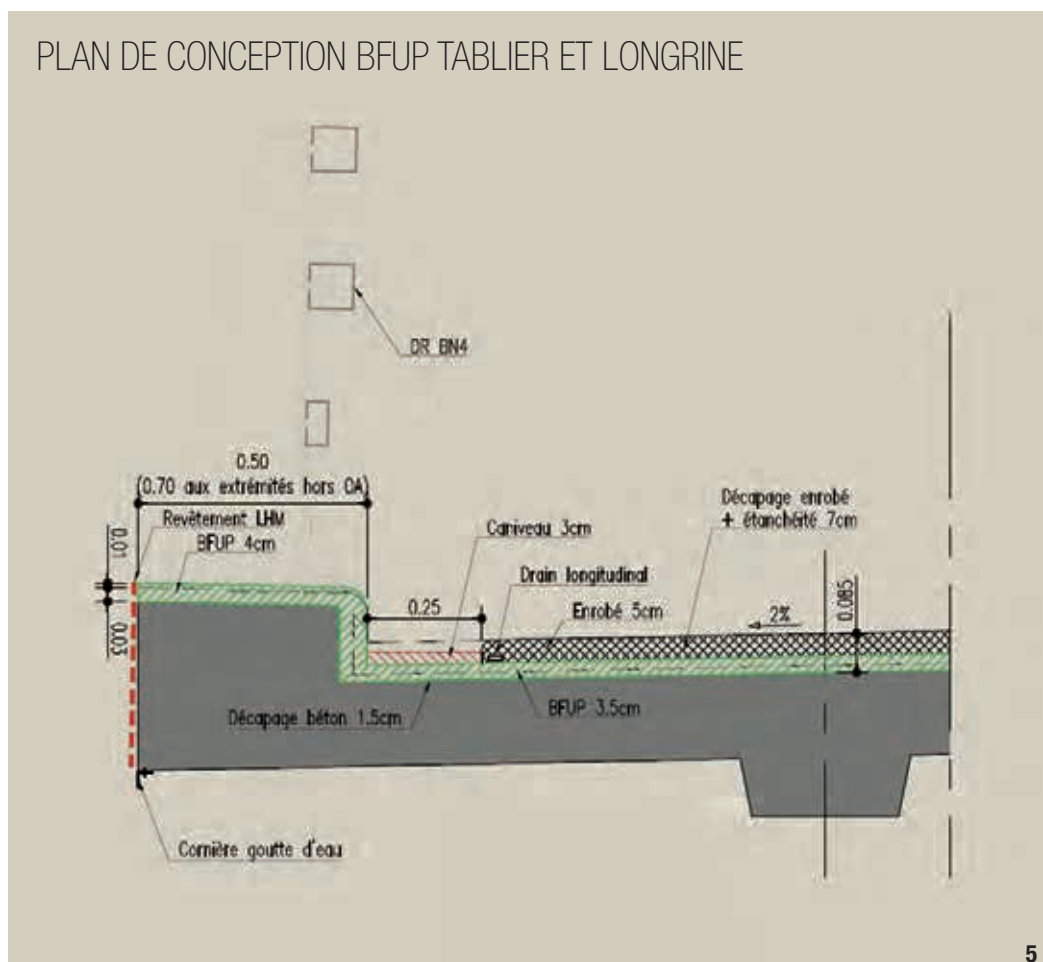 PLAN DE CONCEPTION BFUP TABLIER ET LONGRINE
DR BN4
0.50
(0.70 aux extrémités hors OA)
Revêtement LHM
BFUP 4cm
0.01
0.03
Caniveau 3cm
Décapage enrobé
+ étanchéité 7cm
Drain longitudinal
0.25
Enrobé 5cm
2%
0.085
Décapage béton 1.5cm
BFUP 3.5cm
Cornière goutte d'eau
5